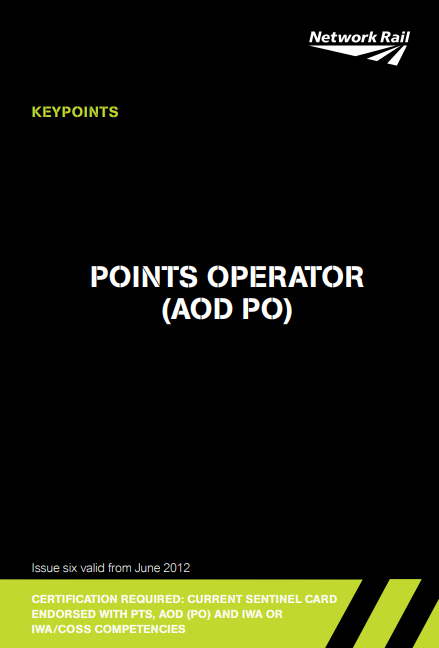 Network Rail
KEYPOINTS
POINTS OPERATOR
(AOD PO)
Issue six valid from June 2012
CERTIFICATION REQUIRED: CURRENT SENTINEL CARD
ENDORSED WITH PTS, AOD (PO) AND IWA OR
IWA/COSS COMPETENCIES